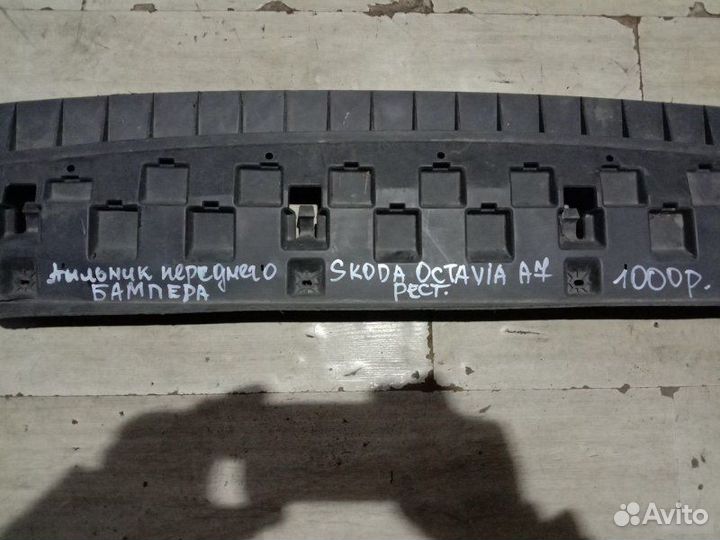 пыльник переднего
БАМПЕРА
SKODA OCTAVIA A7
РЕСТ.
1000р.
Avito